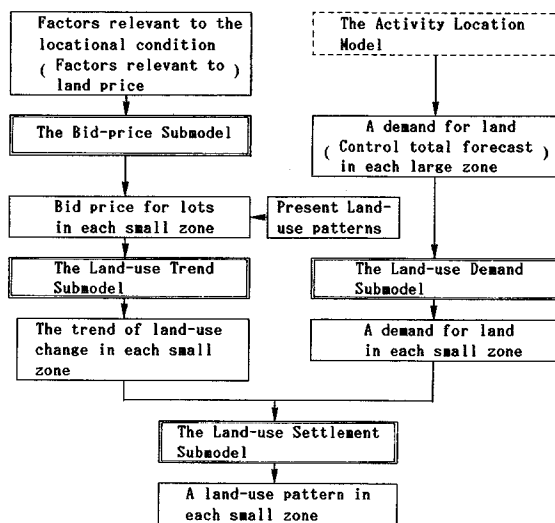 Factors relevant to the
locational condition
( Factors relevant to )
land price
The Bid-price Submodel
Bid price for lots
in each small zone
Present Land-
use patterns
The Land-use Trend
Submodel
The trend of land-use
change in each small
zone
The Activity Location
Model
A demand for land
( Control total forecast )
in each large zone
The Land-use Demand
Submodel
A demand for land
in each small zone
The Land-use Settlement
Submodel
A land-use pattern in
each small zone